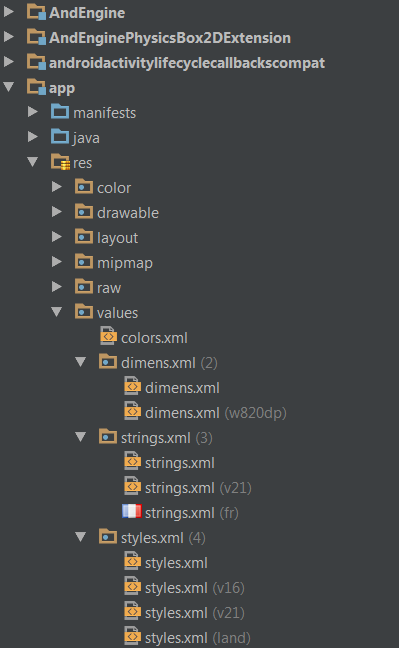 AndEngine
AndEnginePhysicsBox2DExtension
androidactivitylifecyclecallbackscompat
app
manifests
java
res
color
drawable
layout
mipmap
raw
values
colors.xml
dimens.xml (2)
dimens.xml
dimens.xml (w820dp)
strings.xml (3)
strings.xml
strings.xml (v21)
strings.xml (fr)
styles.xml (4)
styles.xml
styles.xml (v16)
styles.xml (v21)
styles.xml (land)